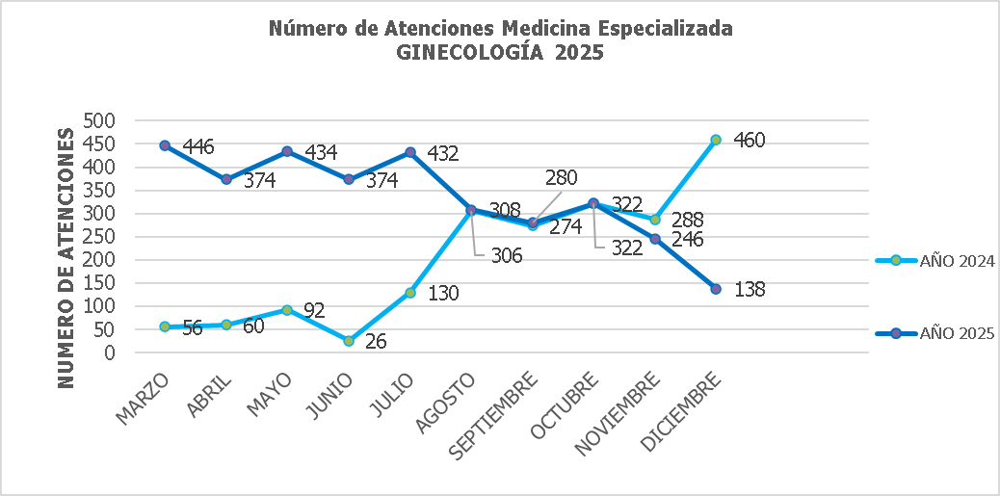 Número de Atenciones Medicina Especializada
GINECOLOGÍA 2025
NUMERO DE ATENCIONES
500
450
400
350
300
250
200
150
100
50
0
446
374
434
374
432
308
280
322
246
138
56
60
92
26
130
306
274
322
288
460
MARZO
ABRIL
MAYO
JUNIO
JULIO
AGOSTO
SEPTIEMBRE
OCTUBRE
NOVIEMBRE
DICIEMBRE
AÑO 2024
AÑO 2025